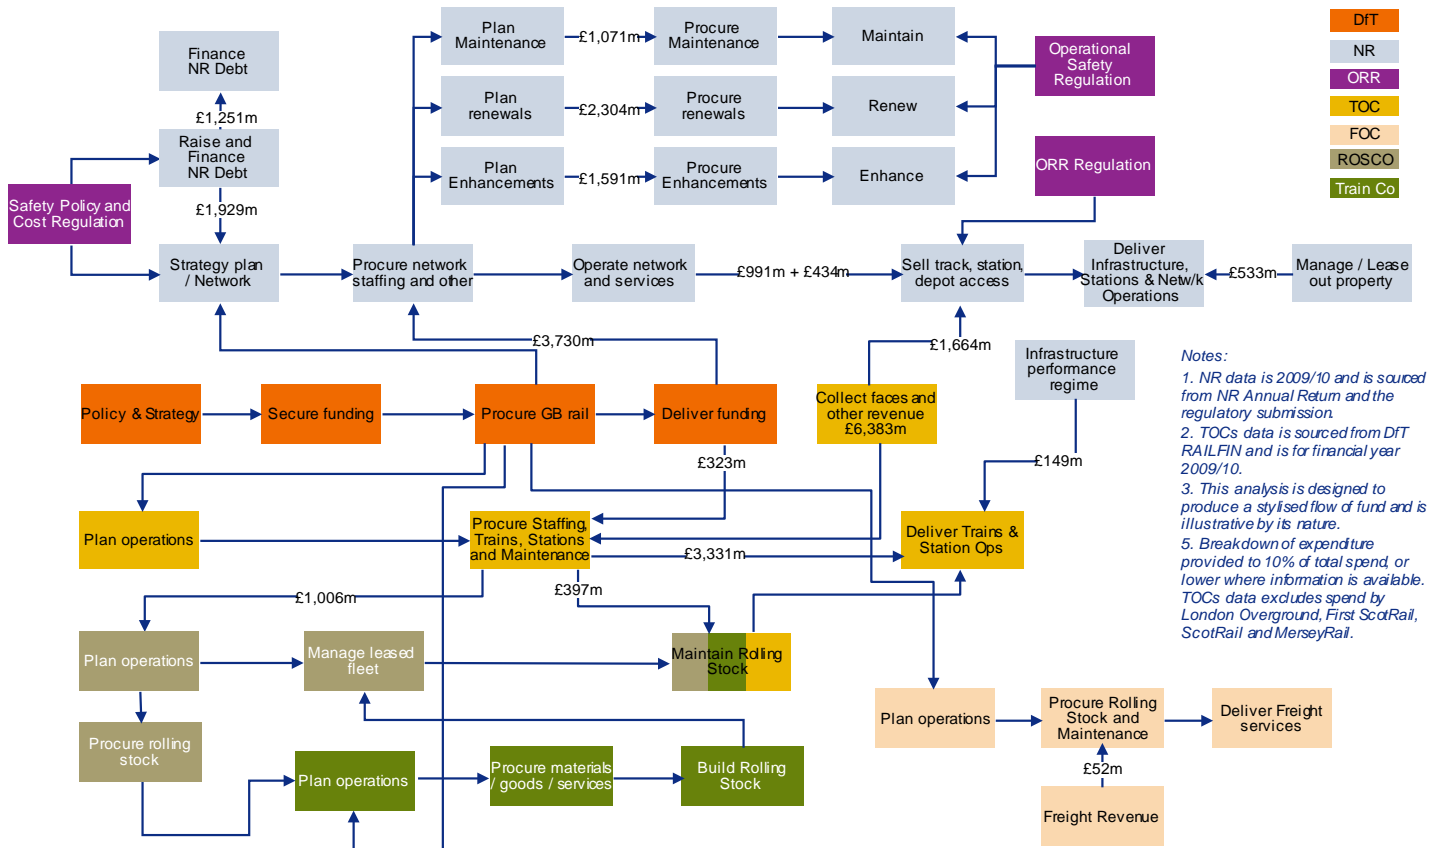 Finance
NR Debt
£1,251m
Raise and
Finance
NR Debt
£1,929m
Safety Policy and
Cost Regulation
Strategy plan
/ Network
Plan
Maintenance
£1,071m
Procure
Maintenance
Maintain
Plan
renewals
£2,304m
Procure
renewals
Renew
Plan
Enhancements
£1,591m
Procure
Enhancements
Enhance
Operational
Safety
Regulation
ORR Regulation
DfT
NR
ORR
TOC
FOC
ROSCO
Train Co
Procure network
staffing and other
Operate network
and services
£991m + £434m
Sell track, station,
depot access
Deliver
Infrastructure,
Stations & Netw/k
Operations
£533m
Manage / Lease
out property
£3,730m
£1,664m
Infrastructure
performance
regime
Policy & Strategy
Secure funding
Procure GB rail
Deliver funding
Collect faces and
other revenue
£6,383m
£323m
£149m
Plan operations
Procure Staffing,
Trains, Stations
and Maintenance
£3,331m
Deliver Trains &
Station Ops
£1,006m
£397m
Plan operations
Manage leased
fleet
Maintain Rolling
Stock
Procure rolling
stock
Plan operations
Procure materials
/ goods / services
Build Rolling
Stock
Plan operations
Procure Rolling
Stock and
Maintenance
Deliver Freight
services
£52m
Freight Revenue
Notes:
1. NR data is 2009/10 and is sourced
from NR Annual Return and the
regulatory submission.
2. TOCs data is sourced from DfT
RAILFIN and is for financial year
2009/10.
3. This analysis is designed to
produce a stylised flow of fund and is
illustrative by its nature.
5. Breakdown of expenditure
provided to 10% of total spend, or
lower where information is available.
TOCs data excludes spend by
London Overground, First ScotRail,
ScotRail and MerseyRail.